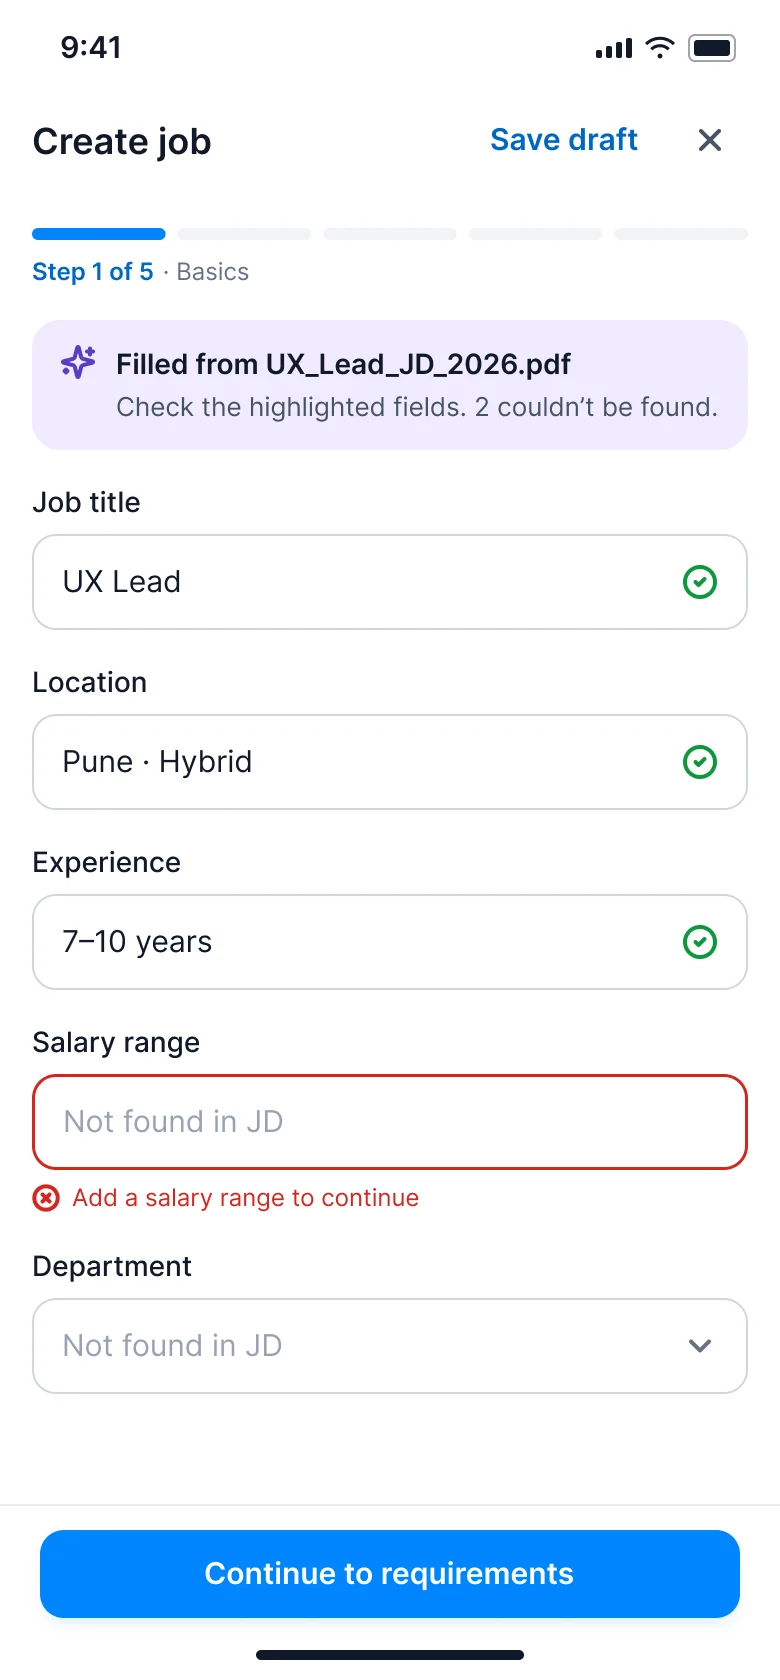 9:41
Create job
Save draft
Step 1 of 5 · Basics
Filled from UX_Lead_JD_2026.pdf
Check the highlighted fields. 2 couldn’t be found.
Job title
UX Lead
Location
Pune · Hybrid
Experience
7–10 years
Salary range
Not found in JD
Add a salary range to continue
Department
Not found in JD
Continue to requirements